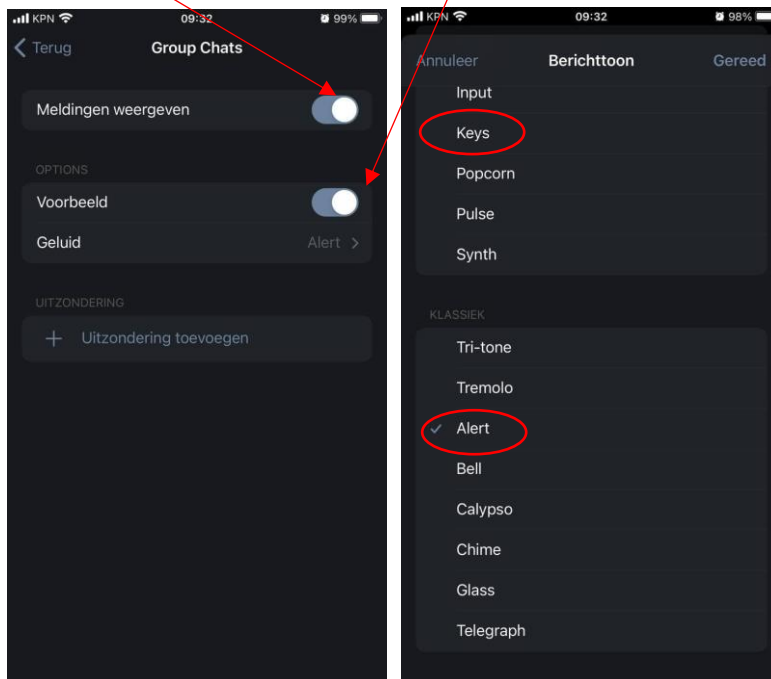 KPN 09:32 99%
Terug Group Chats
Meldingen weergeven
OPTIONS
Voorbeeld
Geluid Alert
UITZONDERING
Uitzondering toevoegen
KPN 09:32 98%
Annuleer Berichttoon Gereed
Input
Keys
Popcorn
Pulse
Synth
KLASSIEK
Tri-tone
Tremolo
Alert
Bell
Calypso
Chime
Glass
Telegraph